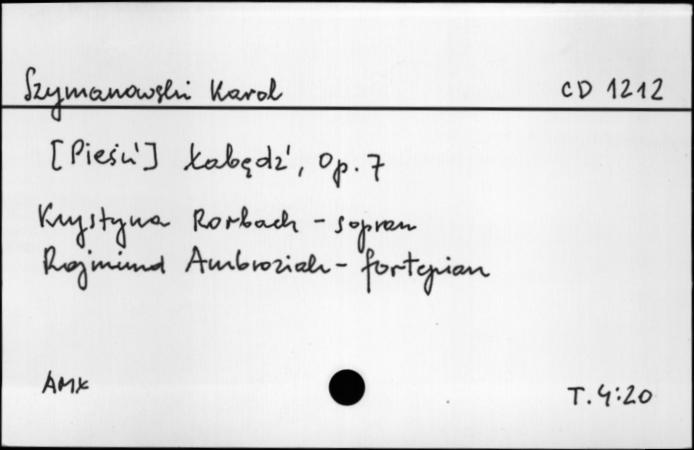 Szymanowski Karol CD 1212
[Pieśń] Łabędź, Op. 7
Krystyna Rorbach - sopran
Rajmund Ambroziak - fortepian
AMK T. 4:20